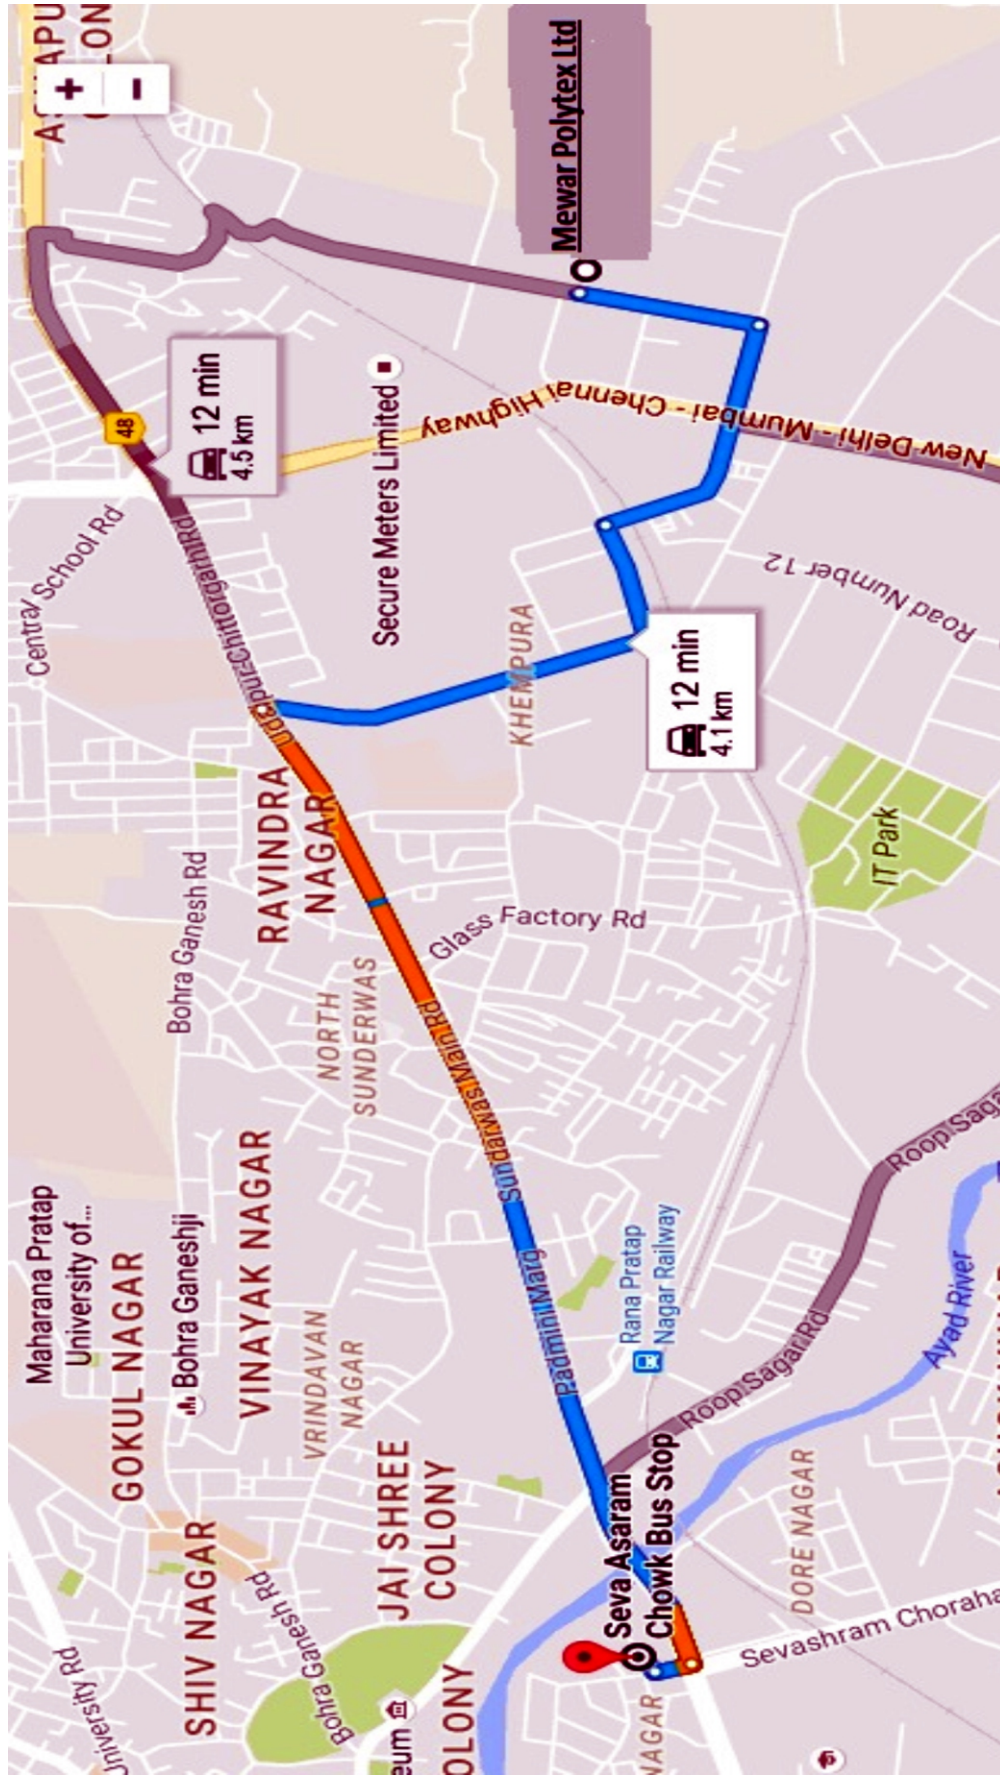 Mewar Polytex Ltd
+
−
48
12 min
4.5 km
Secure Meters Limited
New Delhi - Mumbai - Chennai Highway
Central School Rd
Udaipur-Chittorgarh Rd
Road Number 12
KHEMPURA
12 min
4.1 km
RAVINDRA
NAGAR
IT Park
Bohra Ganesh Rd
Glass Factory Rd
NORTH
SUNDERWAS
Sundarwas Main Rd
Maharana Pratap
University of...
GOKUL NAGAR
Bohra Ganeshji
VINAYAK NAGAR
VRINDAVAN
NAGAR
Padmini Marg
Rana Pratap
Nagar Railway
Roop Sagar Rd
Roop Saga
Ayad River
JAI SHREE
COLONY
SHIV NAGAR
Bohra Ganesh Rd
University Rd
Seva Asaram
Chowk Bus Stop
DORE NAGAR
Sevashram Choraha
eum
OLONY
NAGAR